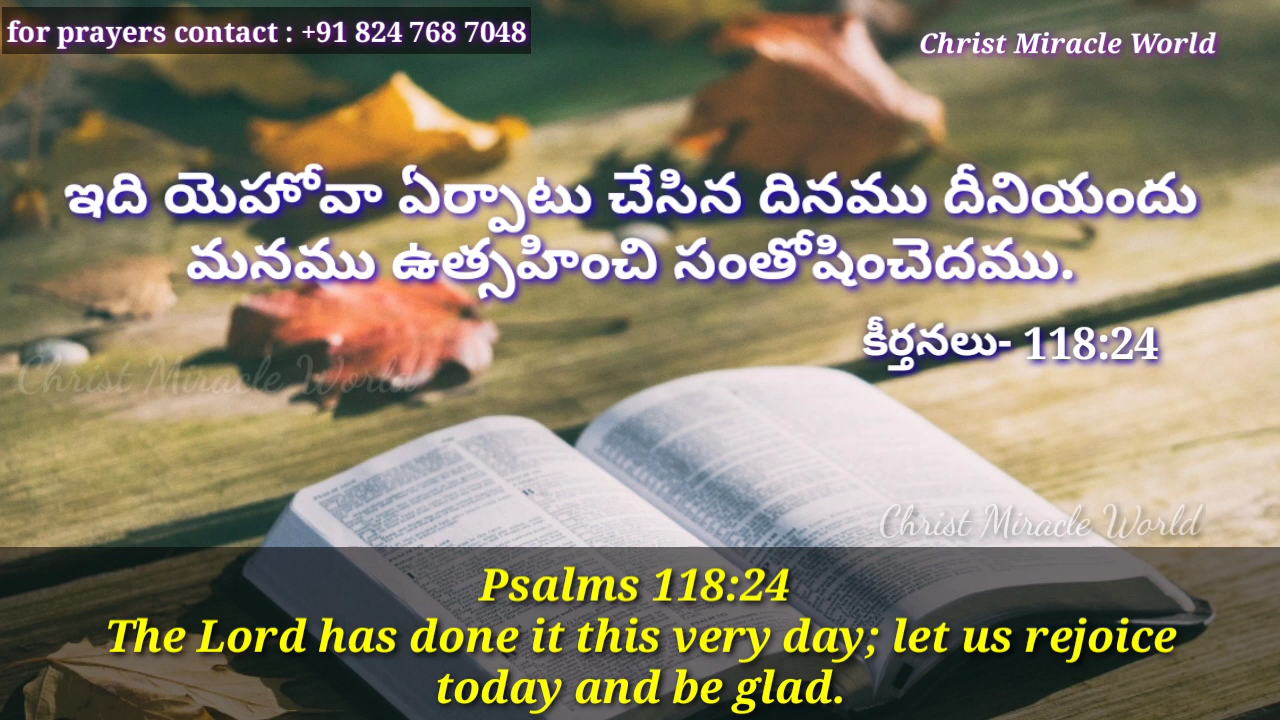 for prayers contact : +91 824 768 7048
Christ Miracle World
ఇది యెహోవా ఏర్పాటు చేసిన దినము దీనియందు
మనము ఉత్సహించి సంతోషించెదము.
కీర్తనలు- 118:24
Christ Miracle World
Christ Miracle World
Psalms 118:24
The Lord has done it this very day; let us rejoice
today and be glad.